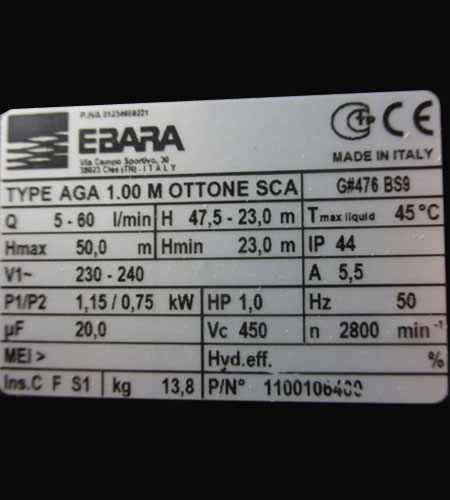 P.IVA 01234660221
EBARA
Via Campo Sportivo, 30
38023 Cles (TN) - ITALY
MADE IN ITALY
TYPE AGA 1.00 M OTTONE SCA G#476 BS9
Q 5 - 60 l/min H 47,5 - 23,0 m T max liquid 45°C
Hmax 50,0 m Hmin 23,0 m IP 44
V1~ 230 - 240 A 5,5
P1/P2 1,15 / 0,75 kW HP 1,0 Hz 50
µF 20,0 Vc 450 n 2800 min -1
MEI > Hyd.eff. %
Ins.C F S1 kg 13,8 P/N° 1100106400